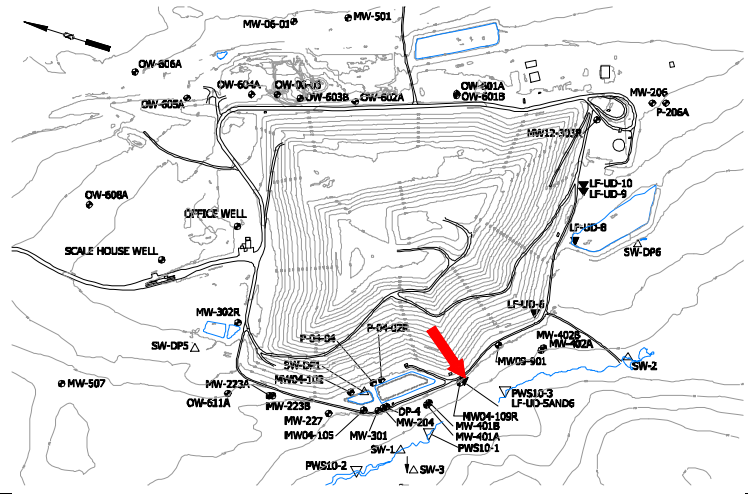 MW-501
MW-06-01
OW-606A
OW-604A
OW-603B
OW-602A
OW-601A
OW-601B
OW-605A
MW-206
P-206A
MW12-303R
LF-UD-10
LF-UD-9
OW-608A
OFFICE WELL
LF-UD-8
SW-DP6
SCALE HOUSE WELL
LF-UD-6
MW-302R
P-04-04
P-04-02R
SW-DP5
MW-402B
MW-402A
SW-DP1
MW09-901
SW-2
MW04-102
MW-507
MW-223A
OW-611A
MW-223B
PWS10-3
LF-UD-5AND6
MW-227
DP-4
MW04-109R
MW04-105
MW-204
MW-401B
MW-301
MW-401A
SW-1
PWS10-1
PWS10-2
SW-3